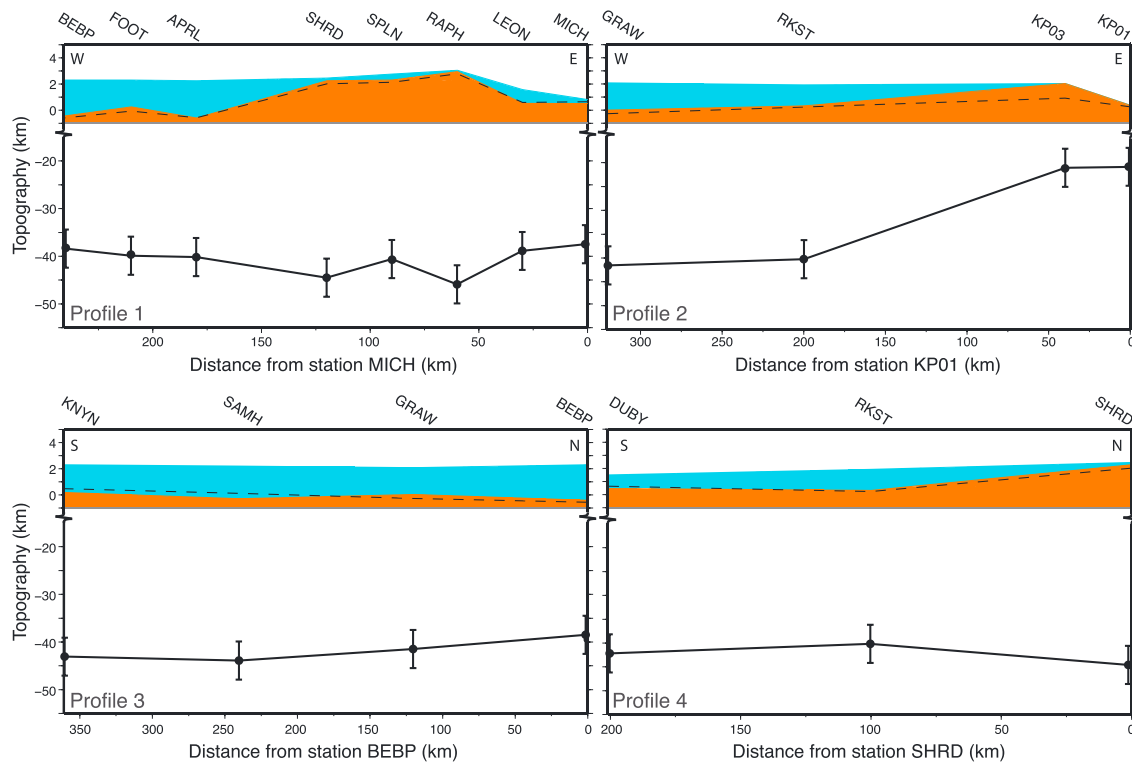 BEBP FOOT APRL SHRD SPLN RAPH LEON MICH
GRAW RKST KP03 KP01
W E
W E
4
2
0
−20
−30
−40
−50
Topography (km)
Profile 1
Profile 2
200 150 100 50 0
300 250 200 150 100 50 0
Distance from station MICH (km)
Distance from station KP01 (km)
KNYN SAMH GRAW BEBP
DUBY RKST SHRD
S N
S N
4
2
0
−20
−30
−40
−50
Topography (km)
Profile 3
Profile 4
350 300 250 200 150 100 50 0
200 150 100 50 0
Distance from station BEBP (km)
Distance from station SHRD (km)